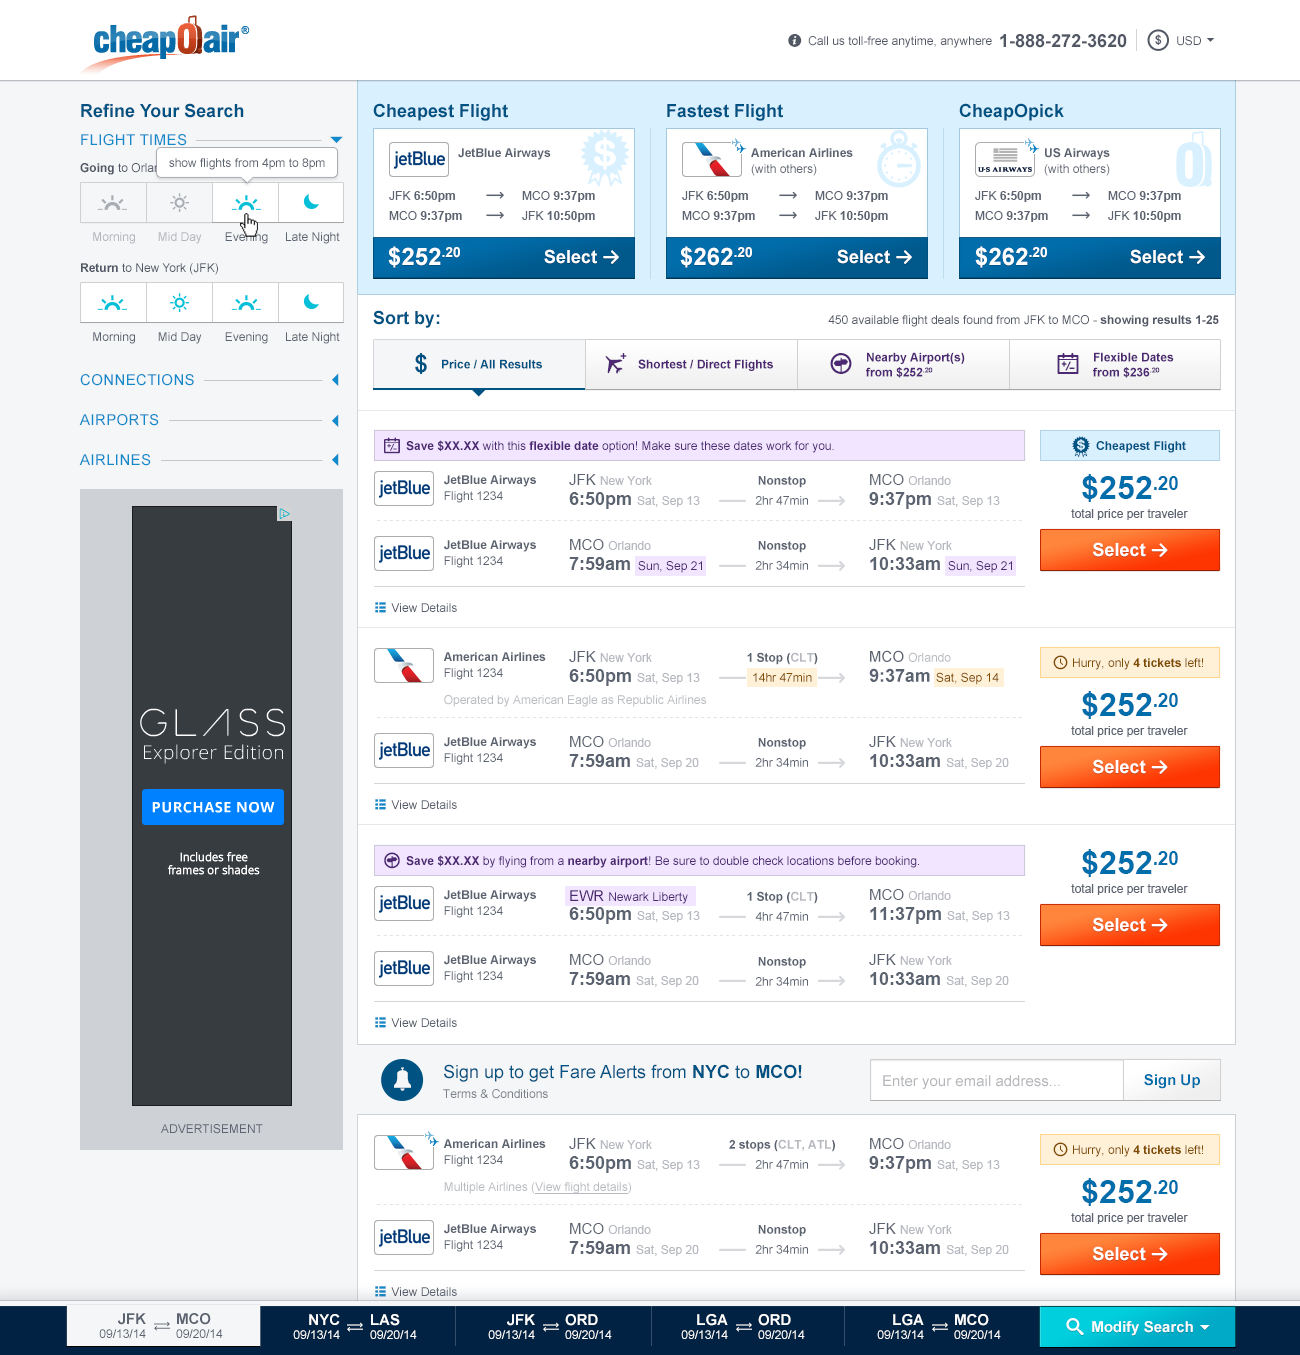 cheapOair®
Call us toll-free anytime, anywhere 1-888-272-3620
$ USD
Refine Your Search
FLIGHT TIMES
show flights from 4pm to 8pm
Going to Orla
Morning Mid Day Evening Late Night
Return to New York (JFK)
Morning Mid Day Evening Late Night
CONNECTIONS
AIRPORTS
AIRLINES
GLASS
Explorer Edition
PURCHASE NOW
Includes free
frames or shades
ADVERTISEMENT
Cheapest Flight
jetBlue JetBlue Airways
JFK 6:50pm MCO 9:37pm
MCO 9:37pm JFK 10:50pm
$252.20 Select
Fastest Flight
American Airlines
(with others)
JFK 6:50pm MCO 9:37pm
MCO 9:37pm JFK 10:50pm
$262.20 Select
CheapOpick
U·S AIRWAYS US Airways
(with others)
JFK 6:50pm MCO 9:37pm
MCO 9:37pm JFK 10:50pm
$262.20 Select
Sort by:
450 available flight deals found from JFK to MCO - showing results 1-25
$ Price / All Results
Shortest / Direct Flights
Nearby Airport(s)
from $252.20
Flexible Dates
from $236.20
Save $XX.XX with this flexible date option! Make sure these dates work for you.
Cheapest Flight
jetBlue JetBlue Airways JFK New York Nonstop MCO Orlando
Flight 1234 6:50pm Sat, Sep 13 2hr 47min 9:37pm Sat, Sep 13
jetBlue JetBlue Airways MCO Orlando Nonstop JFK New York
Flight 1234 7:59am Sun, Sep 21 2hr 34min 10:33am Sun, Sep 21
$252.20
total price per traveler
Select
View Details
American Airlines JFK New York 1 Stop (CLT) MCO Orlando
Flight 1234 6:50pm Sat, Sep 13 14hr 47min 9:37am Sat, Sep 14
Operated by American Eagle as Republic Airlines
jetBlue JetBlue Airways MCO Orlando Nonstop JFK New York
Flight 1234 7:59am Sat, Sep 20 2hr 34min 10:33am Sat, Sep 20
Hurry, only 4 tickets left!
$252.20
total price per traveler
Select
View Details
Save $XX.XX by flying from a nearby airport! Be sure to double check locations before booking.
jetBlue JetBlue Airways EWR Newark Liberty 1 Stop (CLT) MCO Orlando
Flight 1234 6:50pm Sat, Sep 13 4hr 47min 11:37pm Sat, Sep 13
jetBlue JetBlue Airways MCO Orlando Nonstop JFK New York
Flight 1234 7:59am Sat, Sep 20 2hr 34min 10:33am Sat, Sep 20
$252.20
total price per traveler
Select
View Details
Sign up to get Fare Alerts from NYC to MCO!
Terms & Conditions
Enter your email address... Sign Up
American Airlines JFK New York 2 stops (CLT, ATL) MCO Orlando
Flight 1234 6:50pm Sat, Sep 13 2hr 47min 9:37pm Sat, Sep 13
Multiple Airlines (View flight details)
jetBlue JetBlue Airways MCO Orlando Nonstop JFK New York
Flight 1234 7:59am Sat, Sep 20 2hr 34min 10:33am Sat, Sep 20
Hurry, only 4 tickets left!
$252.20
total price per traveler
Select
View Details
JFK MCO
09/13/14 09/20/14
NYC LAS
09/13/14 09/20/14
JFK ORD
09/13/14 09/20/14
LGA ORD
09/13/14 09/20/14
LGA MCO
09/13/14 09/20/14
Modify Search